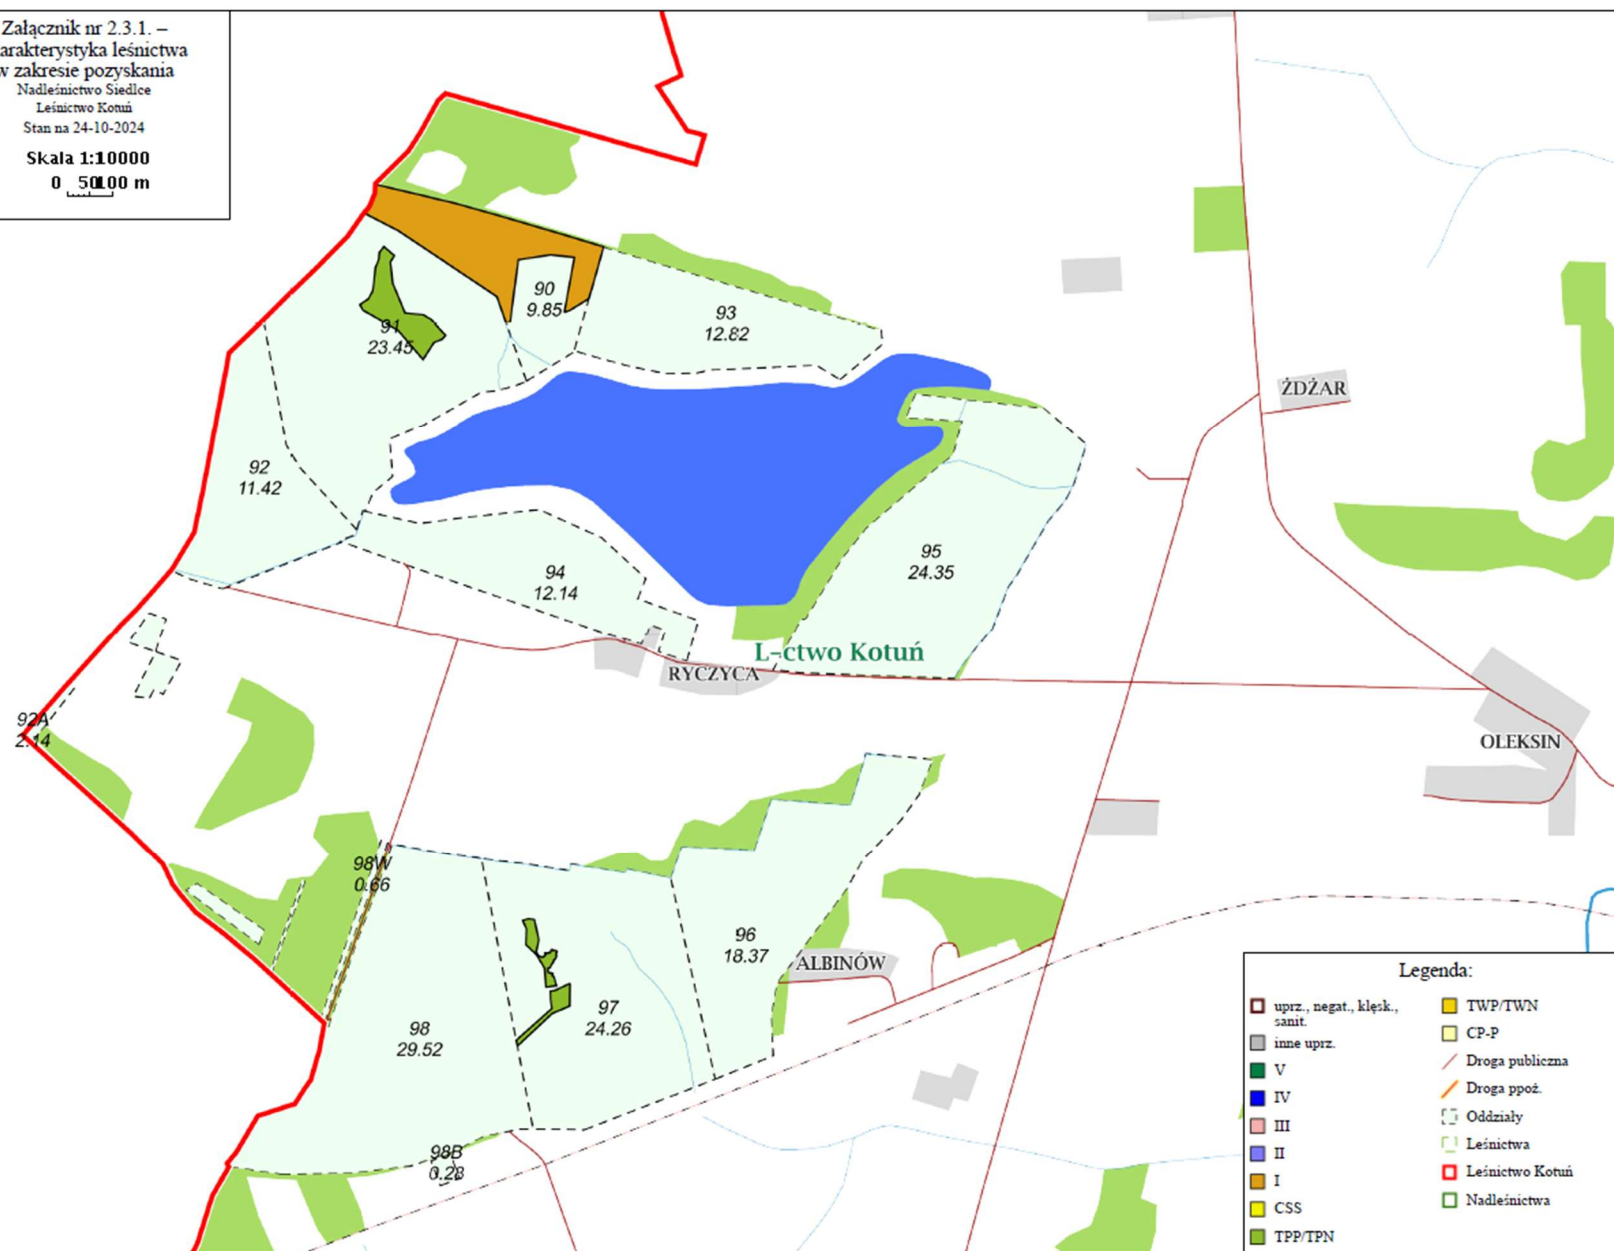 Załącznik nr 2.3.1. –
arakterystyka leśnictwa
w zakresie pozyskania
Nadleśnictwo Siedlce
Leśnictwo Kotuń
Stan na 24-10-2024
Skala 1:10000
0 50 100 m
90
9.85
93
12.82
91
23.45
ŻDŻAR
92
11.42
95
24.35
94
12.14
L-ctwo Kotuń
RYCZYCA
92A
2.14
OLEKSIN
98W
0.66
96
18.37
ALBINÓW
97
24.26
98
29.52
98B
0.28
Legenda:
uprz., negat., klęsk.,
sanit.
inne uprz.
V
IV
III
II
I
CSS
TPP/TPN
TWP/TWN
CP-P
Droga publiczna
Droga ppoż.
Oddziały
Leśnictwa
Leśnictwo Kotuń
Nadleśnictwa